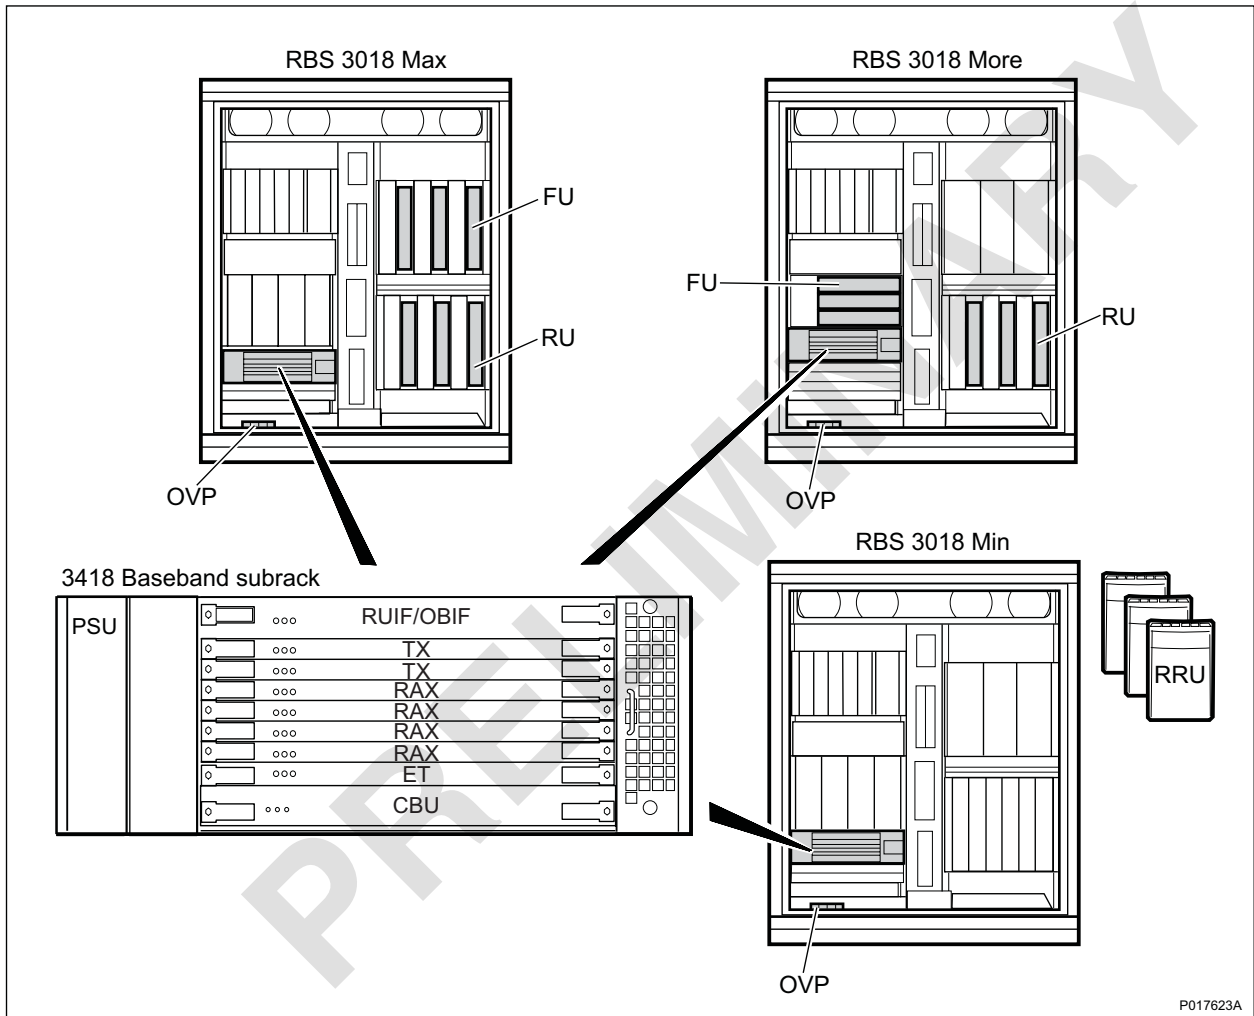 RBS 3018 Max
RBS 3018 More
FU
FU
RU
RU
OVP
OVP
RBS 3018 Min
3418 Baseband subrack
PSU
RUIF/OBIF
TX
TX
RAX
RAX
RAX
RAX
ET
CBU
RRU
OVP
PRELIMINARY
P017623A